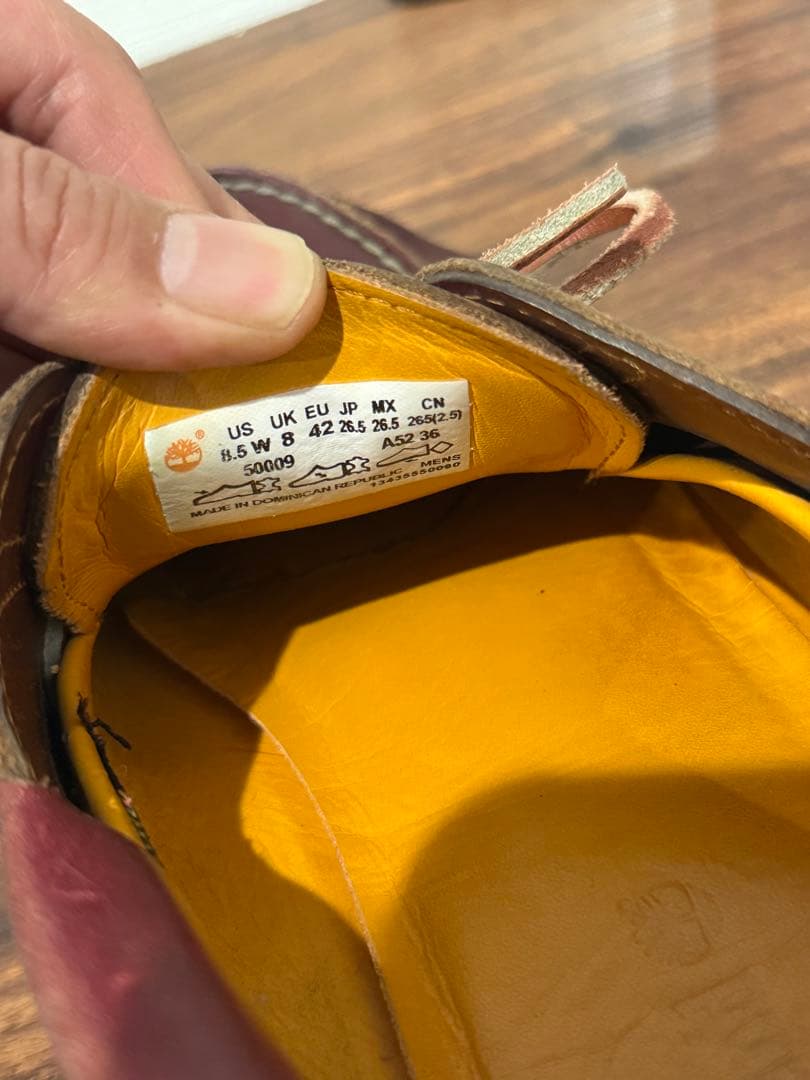 ®
US UK EU JP MX CN
8.5 W 8 42 26.5 26.5 265(2.5)
50009 A52 36
MADE IN DOMINICAN REPUBLIC MENS
13435550060